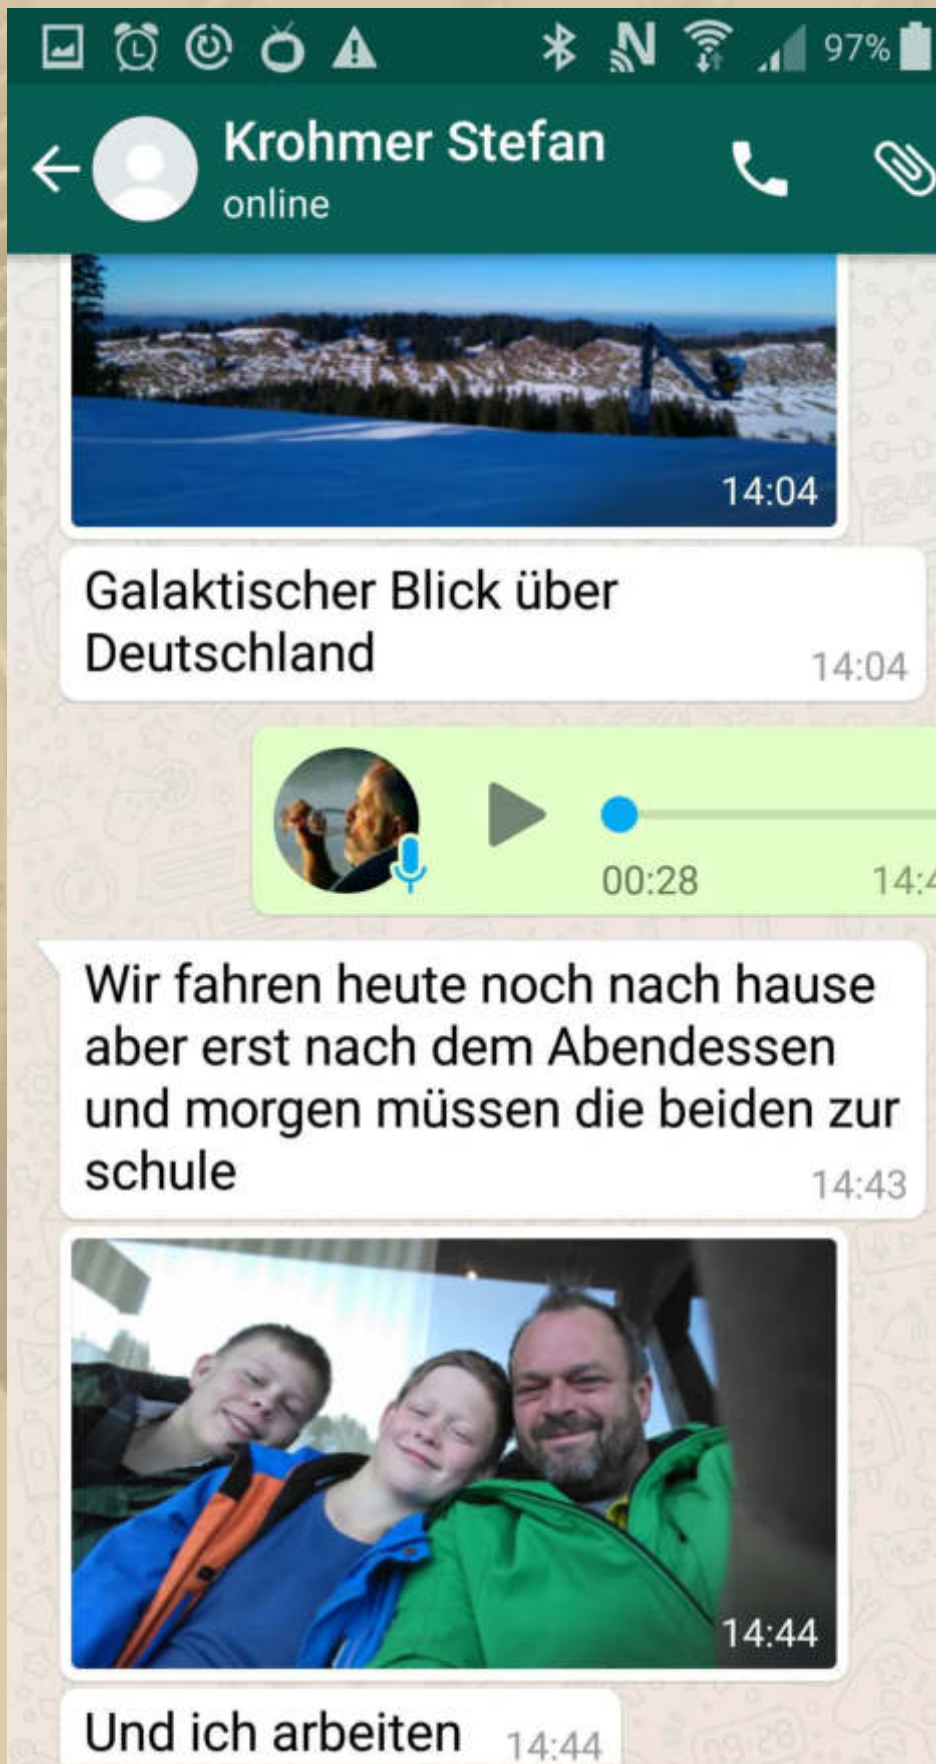 97%
Krohmer Stefan
online
14:04
Galaktischer Blick über
Deutschland
14:04
00:28
14:4
Wir fahren heute noch nach hause
aber erst nach dem Abendessen
und morgen müssen die beiden zur
schule
14:43
14:44
Und ich arbeiten
14:44